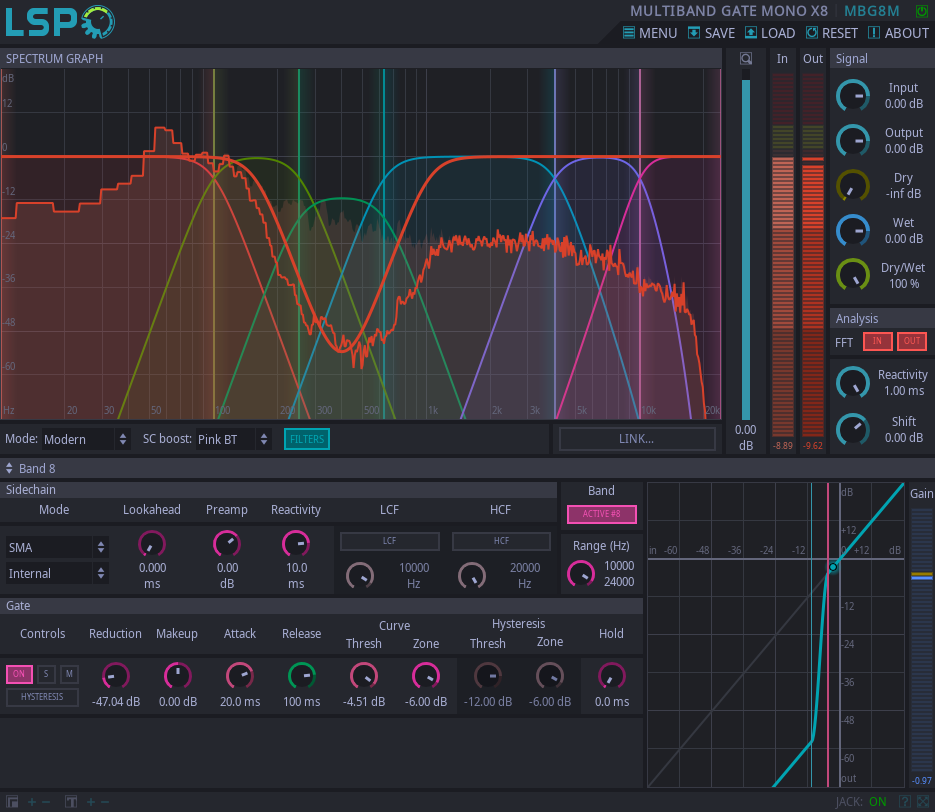 LSP
MULTIBAND GATE MONO X8 MBG8M
MENU SAVE LOAD RESET ABOUT
SPECTRUM GRAPH
In Out
Signal
dB
12
0
-12
-24
-36
-48
-60
Hz 20 30 50 100 200 300 500 1k 2k 3k 5k 10k 20k
Input
0.00 dB
Output
0.00 dB
Dry
-inf dB
Wet
0.00 dB
Dry/Wet
100 %
Analysis
FFT IN OUT
Reactivity
1.00 ms
Shift
0.00 dB
0.00
dB
-8.89 -9.62
Mode: Modern SC boost: Pink BT FILTERS LINK...
Band 8
Sidechain
Mode Lookahead Preamp Reactivity LCF HCF
SMA
Internal
0.000
ms
0.00
dB
10.0
ms
LCF
10000
Hz
HCF
20000
Hz
Band
ACTIVE #8
Range (Hz)
10000
24000
Gate
Controls Reduction Makeup Attack Release
Curve
Thresh Zone
Hysteresis
Thresh Zone
Hold
ON S M
HYSTERESIS
-47.04 dB 0.00 dB 20.0 ms 100 ms -4.51 dB -6.00 dB -12.00 dB -6.00 dB 0.0 ms
dB
+12
in -60 -48 -36 -24 -12 0 +12 dB
-12
-24
-36
-48
-60
out
Gain
-0.97
JACK: ON